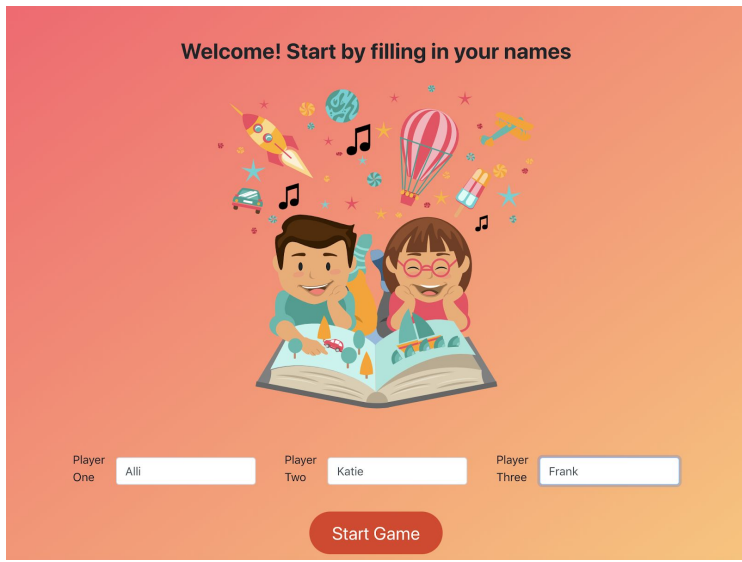 Welcome! Start by filling in your names
Player
One
Alli
Player
Two
Katie
Player
Three
Frank
Start Game